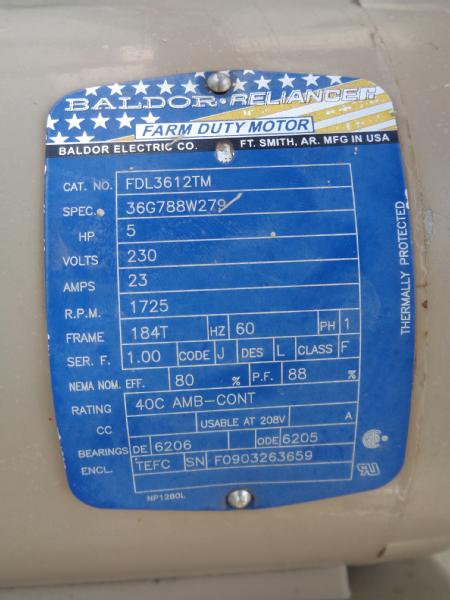 BALDOR • RELIANCER
FARM DUTY MOTOR
BALDOR ELECTRIC CO. FT. SMITH, AR. MFG IN USA
CAT. NO. FDL3612TM
SPEC. 36G788W279
HP 5
VOLTS 230
AMPS 23
R.P.M. 1725
FRAME 184T HZ 60 PH 1
SER. F. 1.00 CODE J DES L CLASS F
NEMA NOM. EFF. 80 % P.F. 88 %
RATING 40C AMB-CONT
CC USABLE AT 208V A
BEARINGS DE 6206 ODE 6205
ENCL. TEFC SN F0903263659
NP1280L
THERMALLY PROTECTED